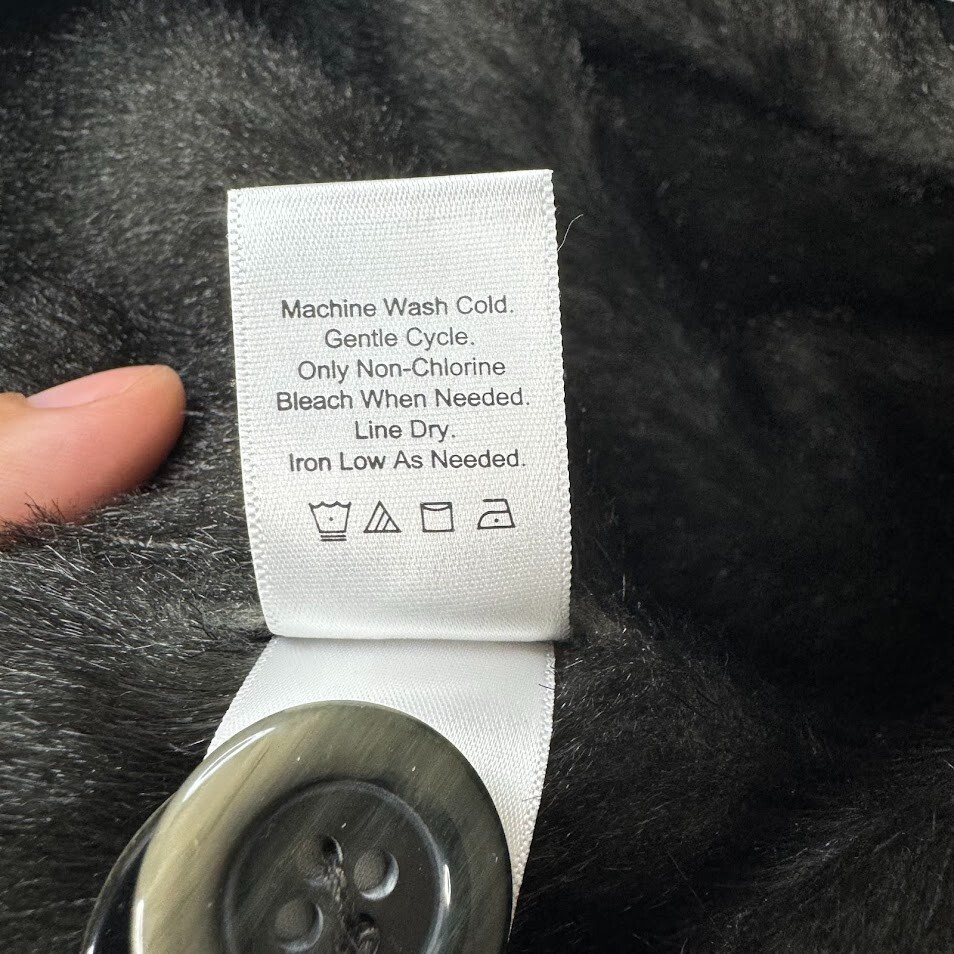 Machine Wash Cold.
Gentle Cycle.
Only Non-Chlorine
Bleach When Needed.
Line Dry.
Iron Low As Needed.